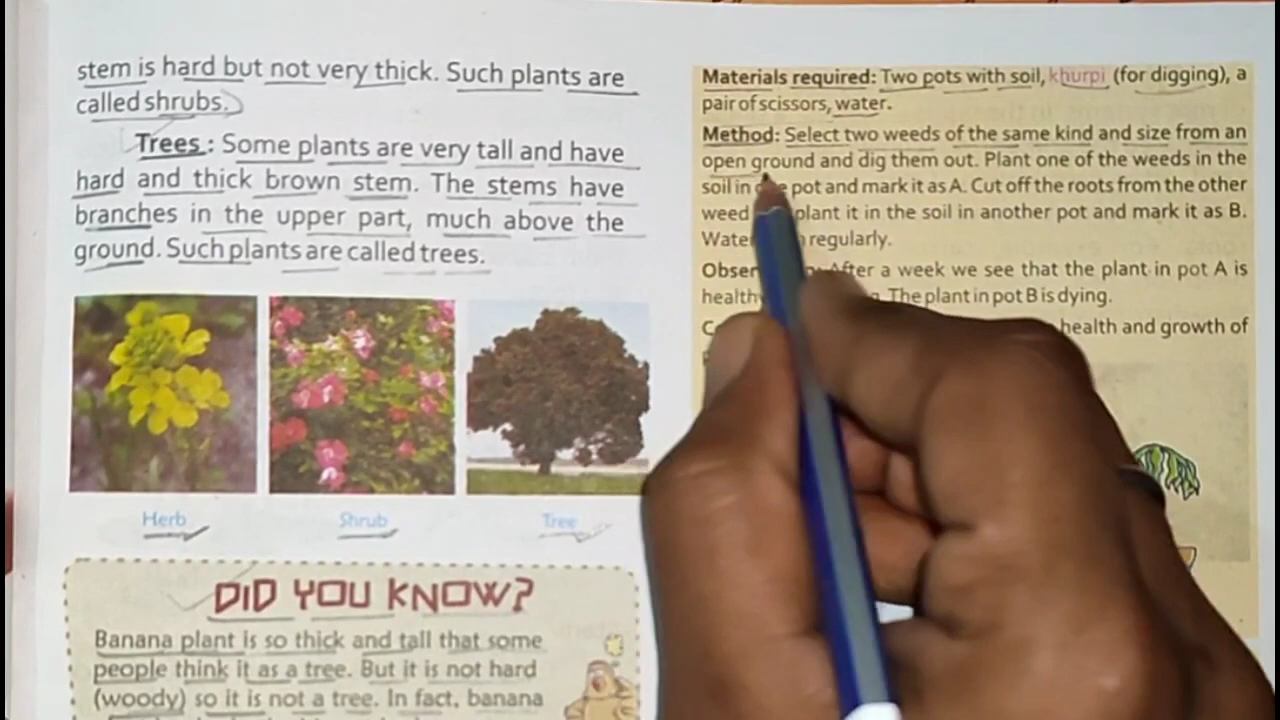 stem is hard but not very thick. Such plants are
called shrubs.
Trees : Some plants are very tall and have
hard and thick brown stem. The stems have
branches in the upper part, much above the
ground. Such plants are called trees.
Herb
Shrub
Tree
DID YOU KNOW?
Banana plant is so thick and tall that some
people think it as a tree. But it is not hard
(woody) so it is not a tree. In fact, banana
Materials required: Two pots with soil, khurpi (for digging), a
pair of scissors, water.
Method: Select two weeds of the same kind and size from an
open ground and dig them out. Plant one of the weeds in the
soil in pot and mark it as A. Cut off the roots from the other
weed plant it in the soil in another pot and mark it as B.
Water regularly.
After a week we see that the plant in pot A is
The plant in pot B is dying.
health and growth of